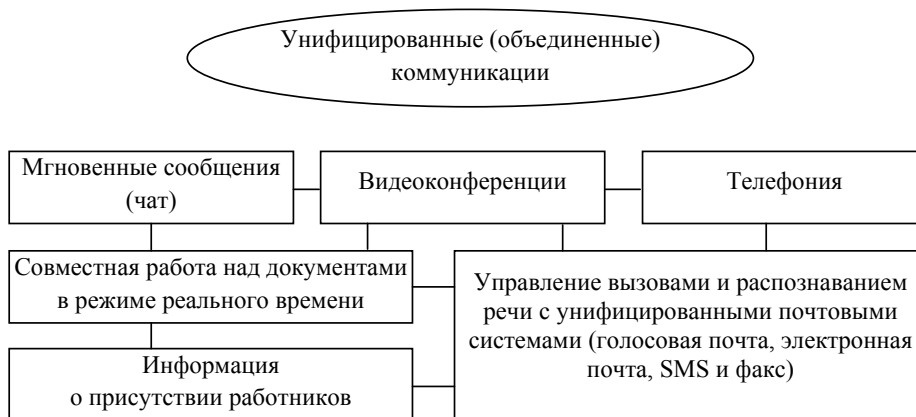 Унифицированные (объединенные)
коммуникации
Мгновенные сообщения
(чат)
Видеоконференции
Телефония
Совместная работа над документами
в режиме реального времени
Управление вызовами и распознаванием
речи с унифицированными почтовыми
системами (голосовая почта, электронная
почта, SMS и факс)
Информация
о присутствии работников